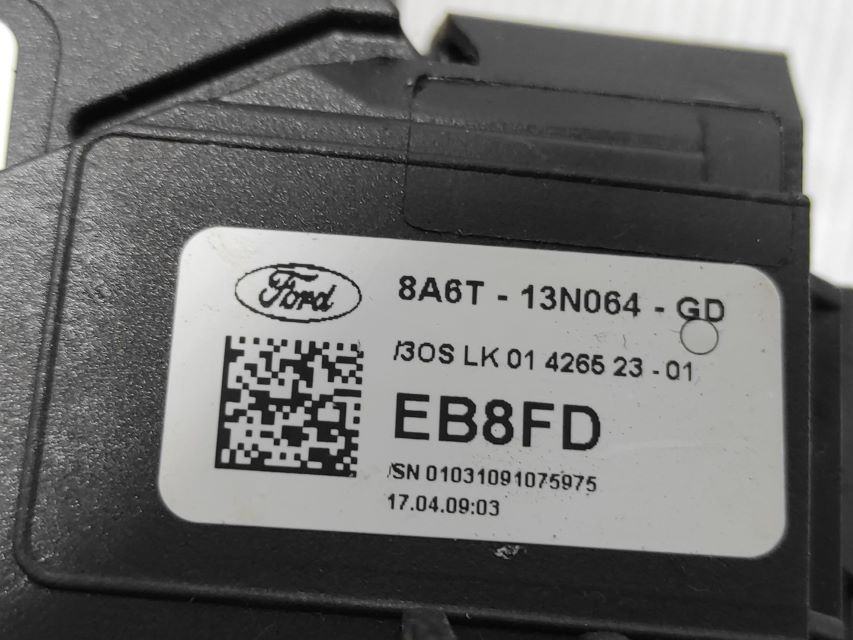 Ford
8A6T - 13N064 - GD
/3OS LK 01 4265 23 - 01
EB8FD
/SN 01031091075975
17.04.09:03